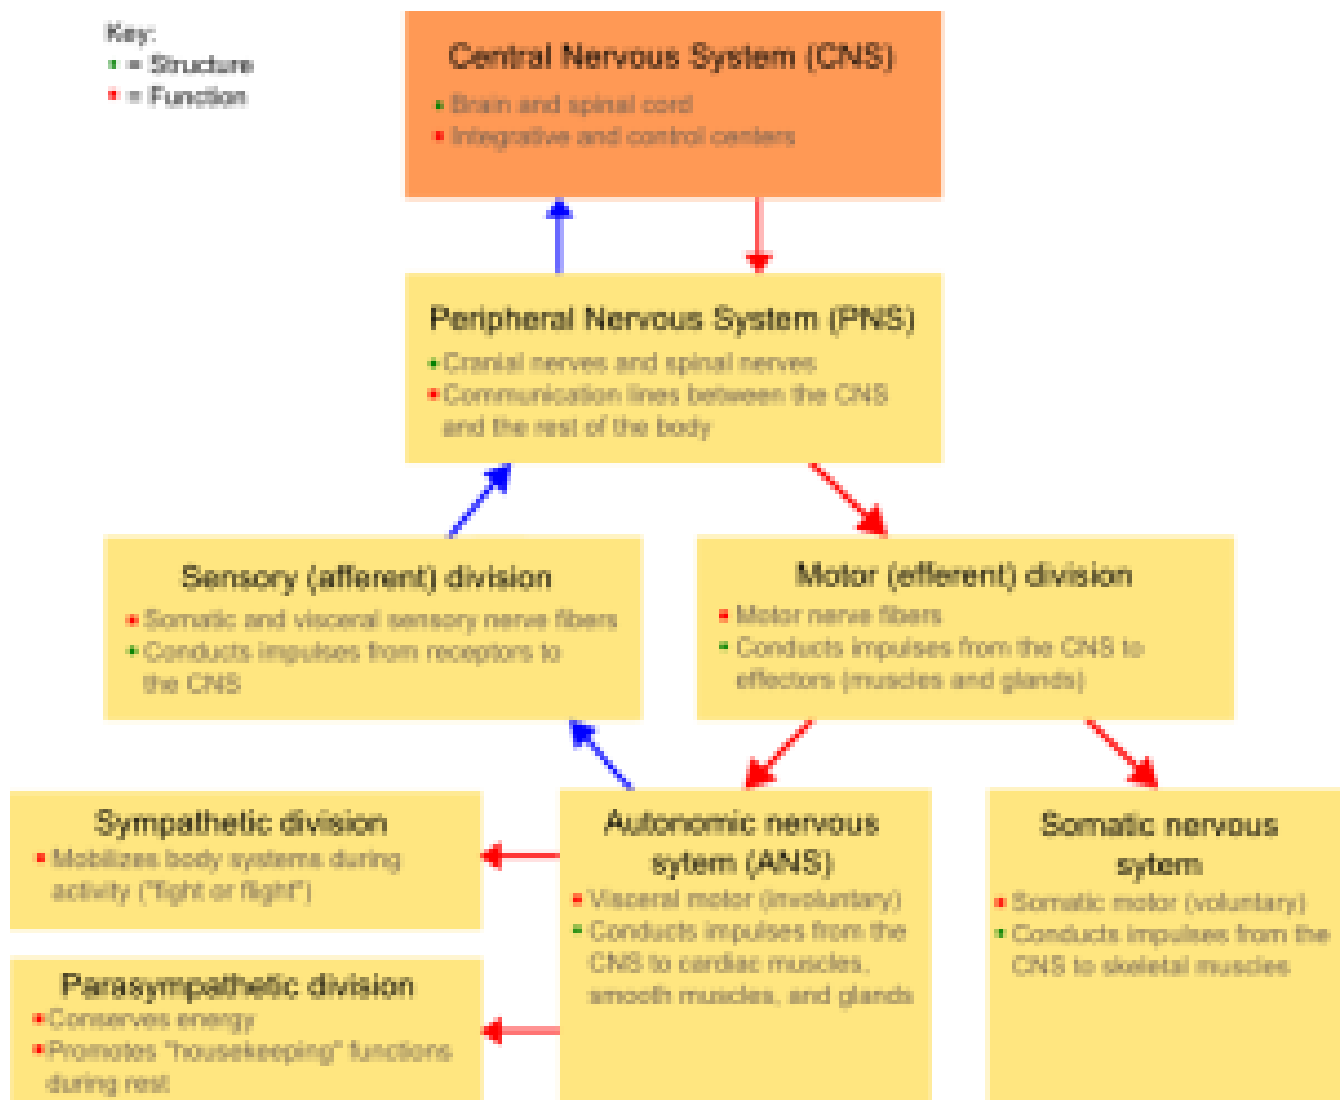 Key:
= Structure
= Function
Central Nervous System (CNS)
Brain and spinal cord
Integrative and control centers
Peripheral Nervous System (PNS)
Cranial nerves and spinal nerves
Communication lines between the CNS
and the rest of the body
Sensory (afferent) division
Somatic and visceral sensory nerve fibers
Conducts impulses from receptors to
the CNS
Motor (efferent) division
Motor nerve fibers
Conducts impulses from the CNS to
effectors (muscles and glands)
Sympathetic division
Mobilizes body systems during
activity ("fight or flight")
Parasympathetic division
Conserves energy
Promotes "housekeeping" functions
during rest
Autonomic nervous
sytem (ANS)
Visceral motor (involuntary)
Conducts impulses from the
CNS to cardiac muscles,
smooth muscles, and glands
Somatic nervous
sytem
Somatic motor (voluntary)
Conducts impulses from the
CNS to skeletal muscles